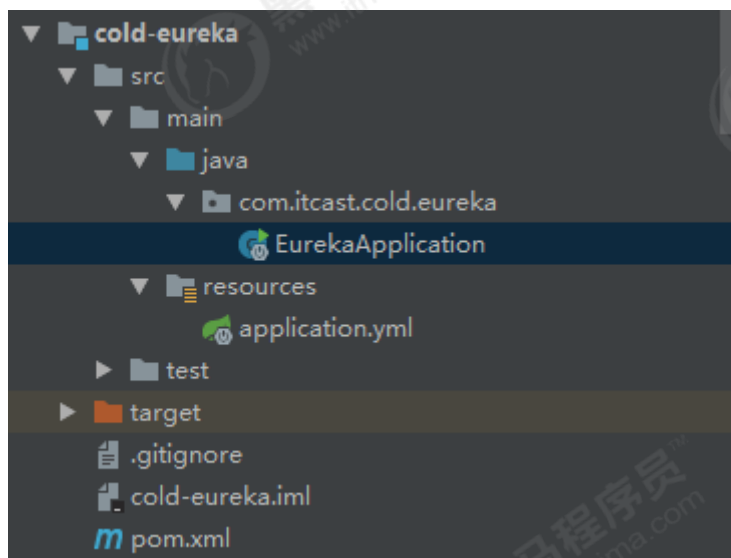 cold-eureka
src
main
java
com.itcast.cold.eureka
EurekaApplication
resources
application.yml
test
target
.gitignore
cold-eureka.iml
pom.xml